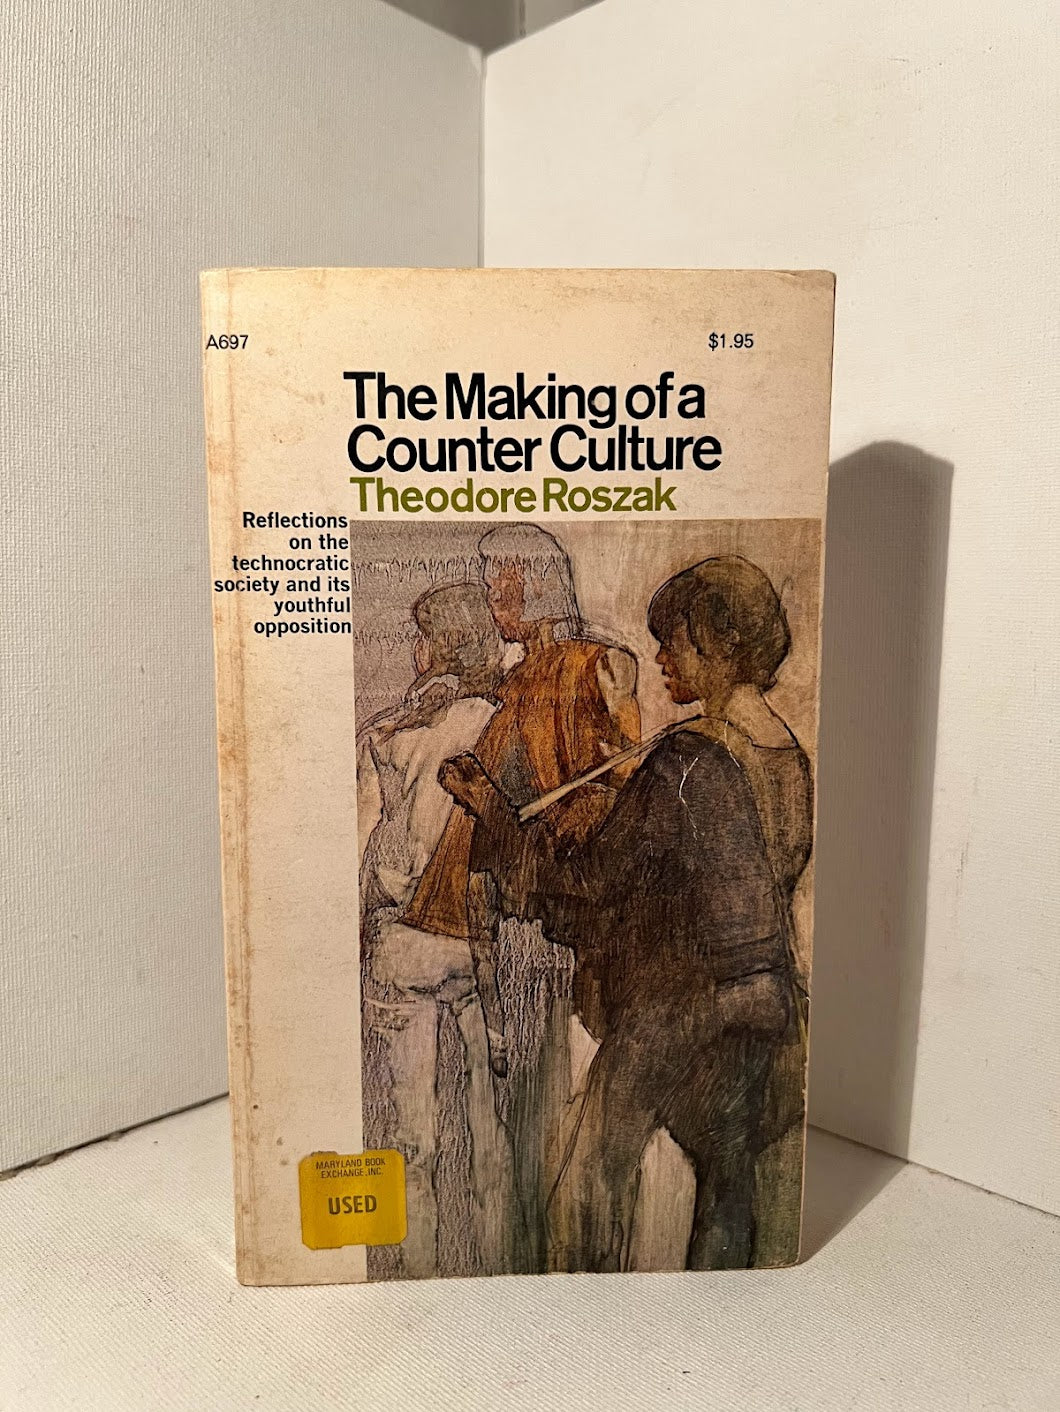 A697
$1.95
The Making of a
Counter Culture
Theodore Roszak
Reflections
on the
technocratic
society and its
youthful
opposition
MARYLAND BOOK
EXCHANGE, INC.
USED